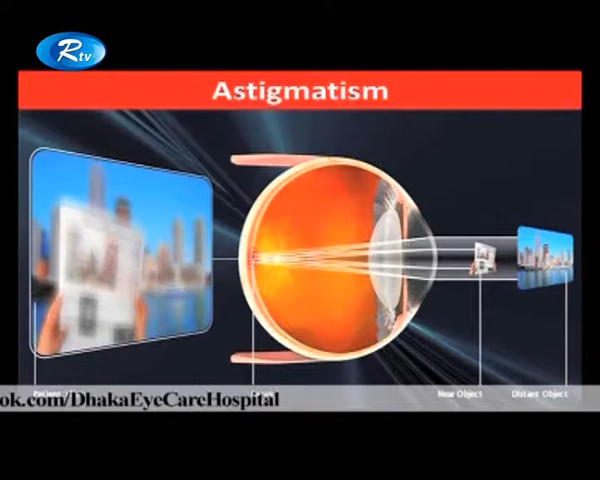 Rtv
Astigmatism
Near Object
Distant Object
ok.com/DhakaEyeCareHospital